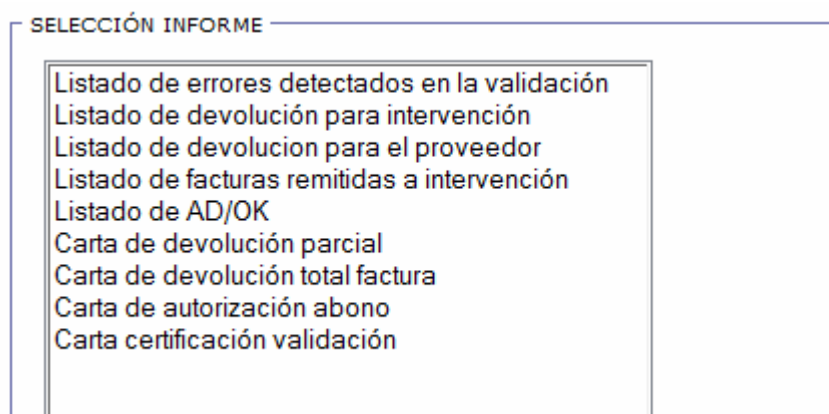 SELECCIÓN INFORME
Listado de errores detectados en la validación
Listado de devolución para intervención
Listado de devolucion para el proveedor
Listado de facturas remitidas a intervención
Listado de AD/OK
Carta de devolución parcial
Carta de devolución total factura
Carta de autorización abono
Carta certificación validación